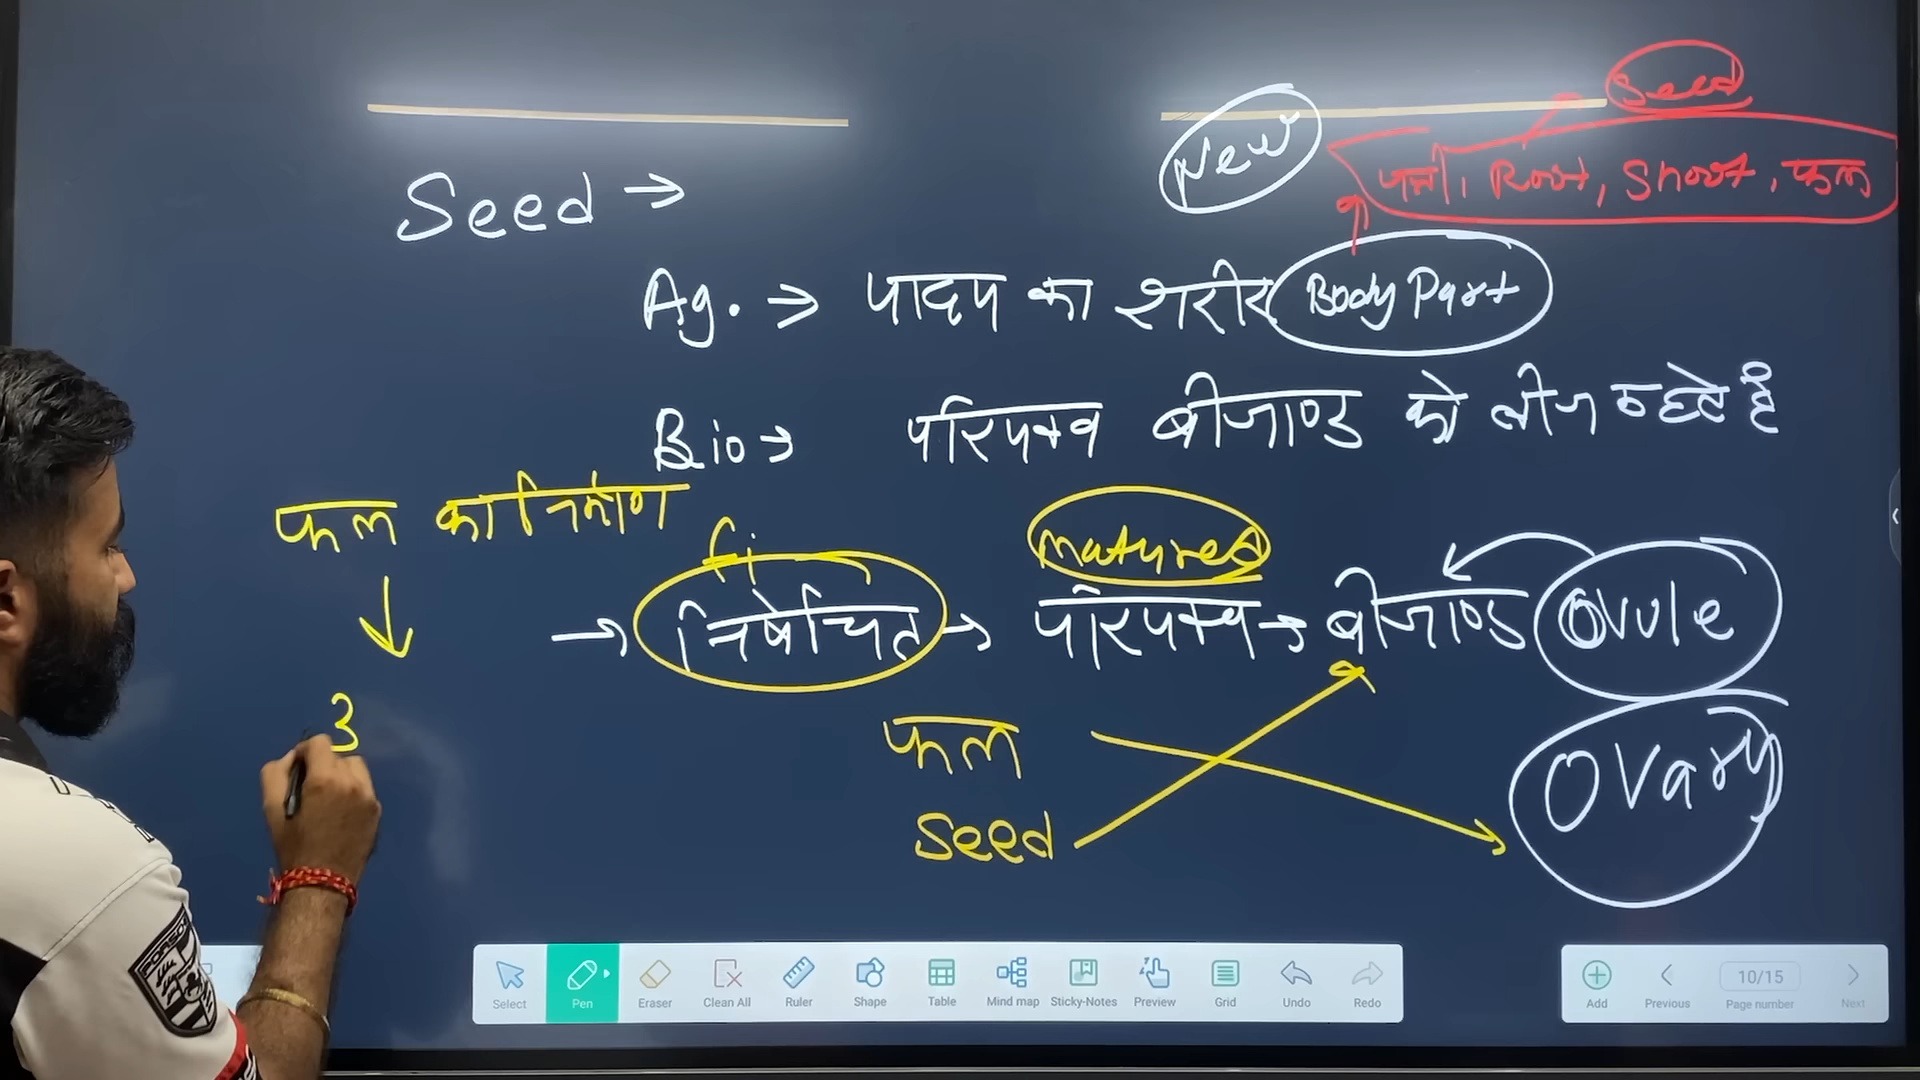 Seed
New
पत्ती, Root, Shoot, फल
Seed →
Ag. → पादप का शरीर Body Part
Bio → परिपक्व बीजाण्ड को बीज कहते है
फल का निर्माण
fi
matured
→ निषेचित → परिपक्व → बीजाण्ड Ovule
फल
Ovary
Seed
Select Pen Eraser Clean All Ruler Shape Table Mind map Sticky-Notes Preview Grid Undo Redo
Add Previous 10/15 Page number Next